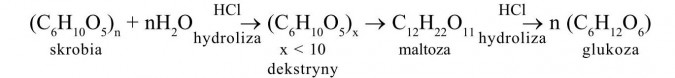 (C₆H₁₀O₅)ₙ + nH₂O →HCl hydroliza (C₆H₁₀O₅)ₓ → C₁₂H₂₂O₁₁ →HCl hydroliza n (C₆H₁₂O₆)
skrobia x < 10 maltoza glukoza
dekstryny